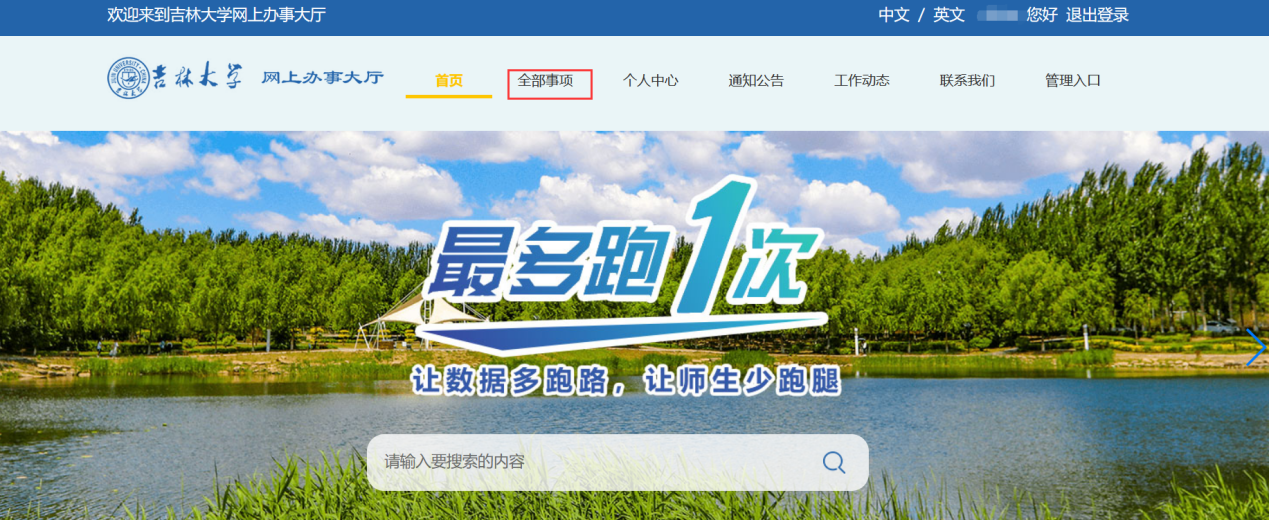 欢迎来到吉林大学网上办事大厅
中文 / 英文 您好 退出登录
吉林大学 网上办事大厅 首页 全部事项 个人中心 通知公告 工作动态 联系我们 管理入口
最多跑1次
让数据多跑路，让师生少跑腿
请输入要搜索的内容